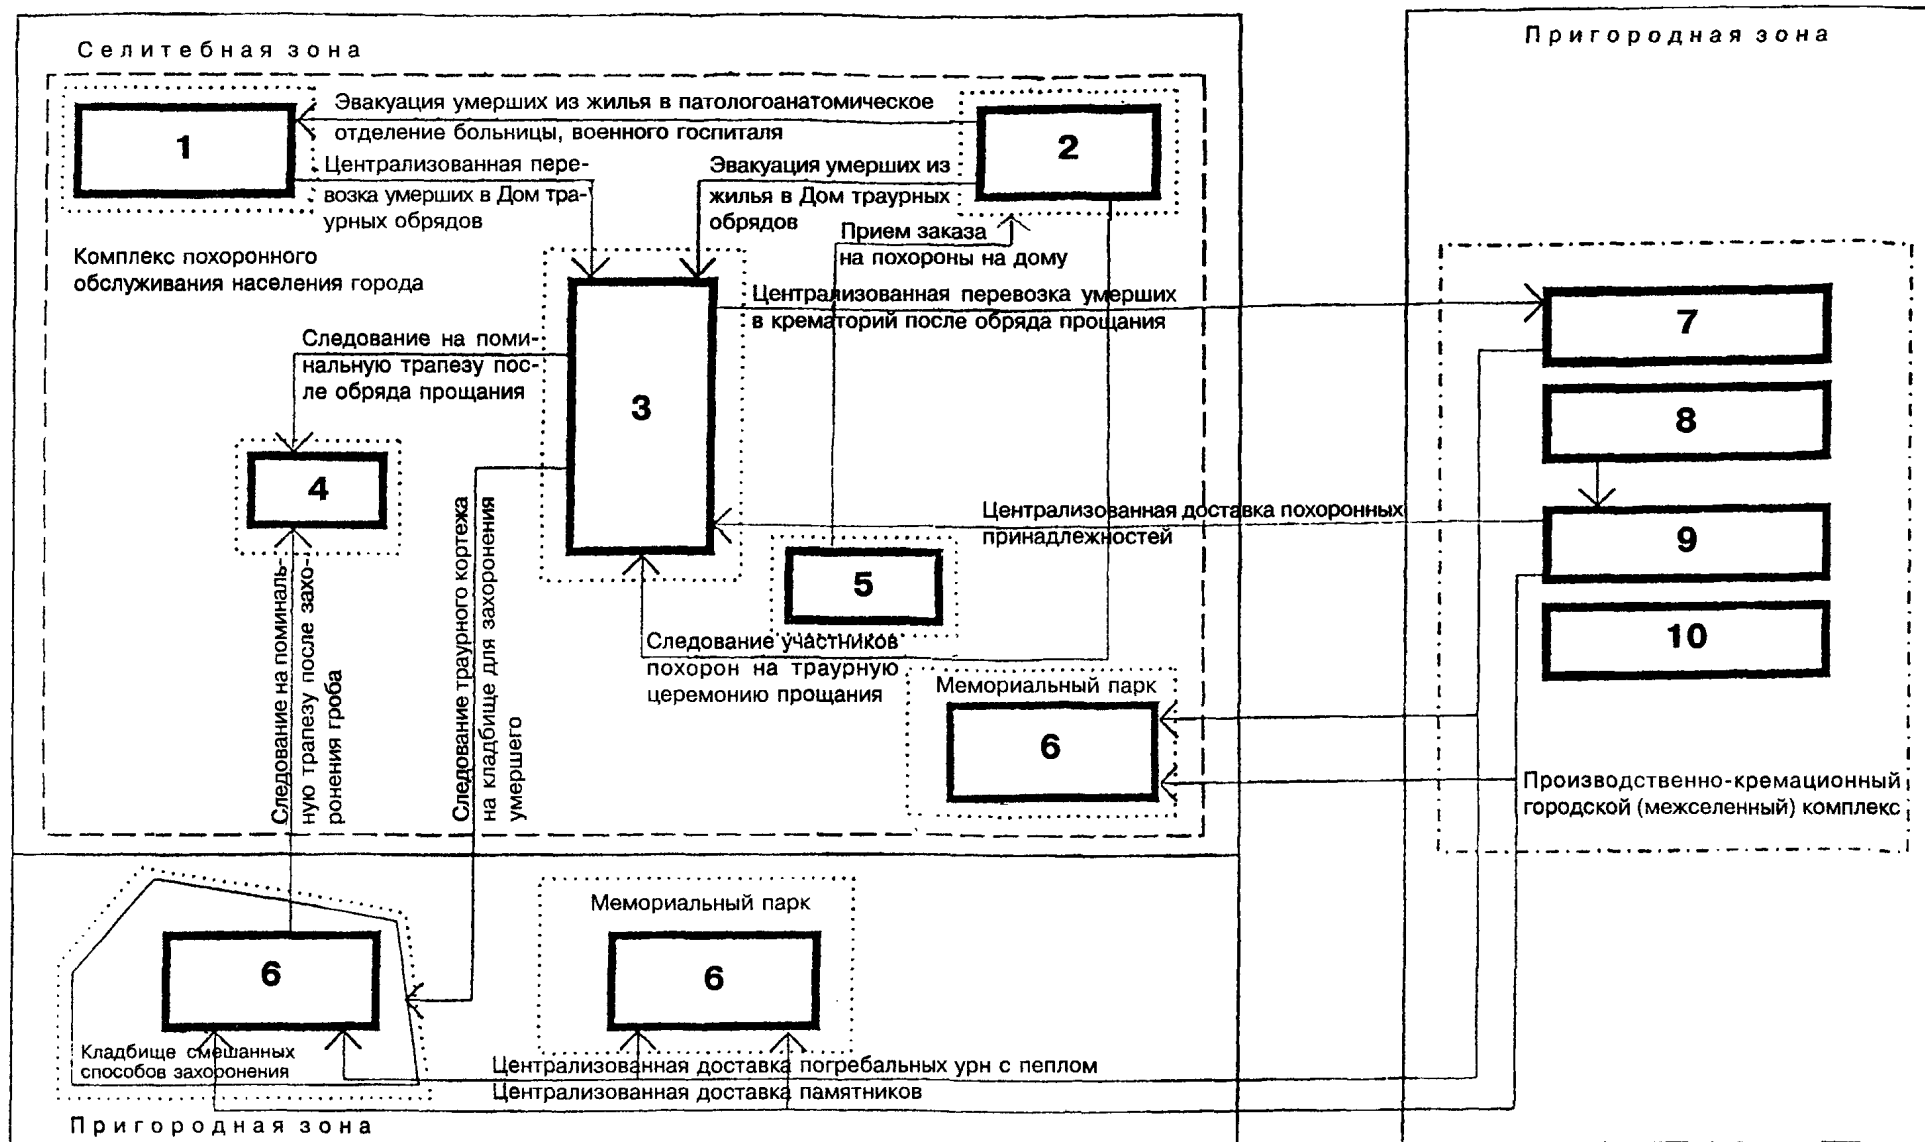 Селитебная зона
Пригородная зона
1
Эвакуация умерших из жилья в патологоанатомическое
отделение больницы, военного госпиталя
2
Централизованная пере-
возка умерших в Дом тра-
урных обрядов
Эвакуация умерших из
жилья в Дом траурных
обрядов
Прием заказа
на похороны на дому
Комплекс похоронного
обслуживания населения города
Централизованная перевозка умерших
в крематорий после обряда прощания
7
Следование на поми-
нальную трапезу пос-
ле обряда прощания
3
8
4
Следование траурного кортежа
на кладбище для захоронения
умершего
Централизованная доставка похоронных
принадлежностей
9
5
10
Следование на поминаль-
ную трапезу после захо-
ронения гроба
Следование участников
похорон на траурную
церемонию прощания
Мемориальный парк
6
Производственно-кремационный
городской (межселенный) комплекс
Мемориальный парк
6
6
Кладбище смешанных
способов захоронения
Централизованная доставка погребальных урн с пеплом
Централизованная доставка памятников
Пригородная зона